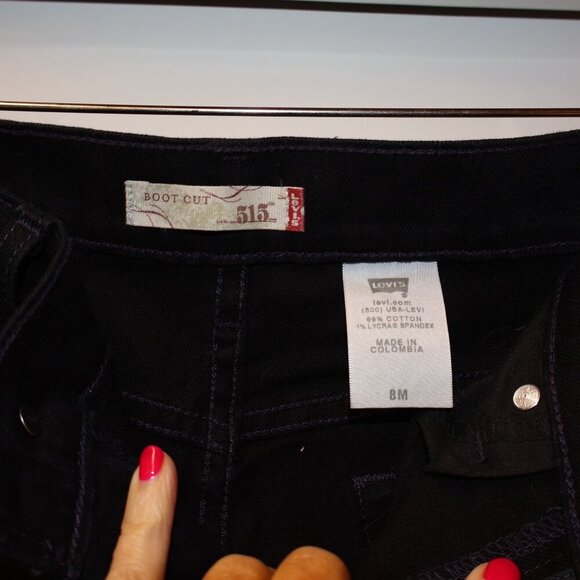 BOOT CUT
515
Levi's
Levi's
®
levi.com
(800) USA-LEVI
99% COTTON
1% LYCRA® SPANDEX
MADE IN
COLOMBIA
8M